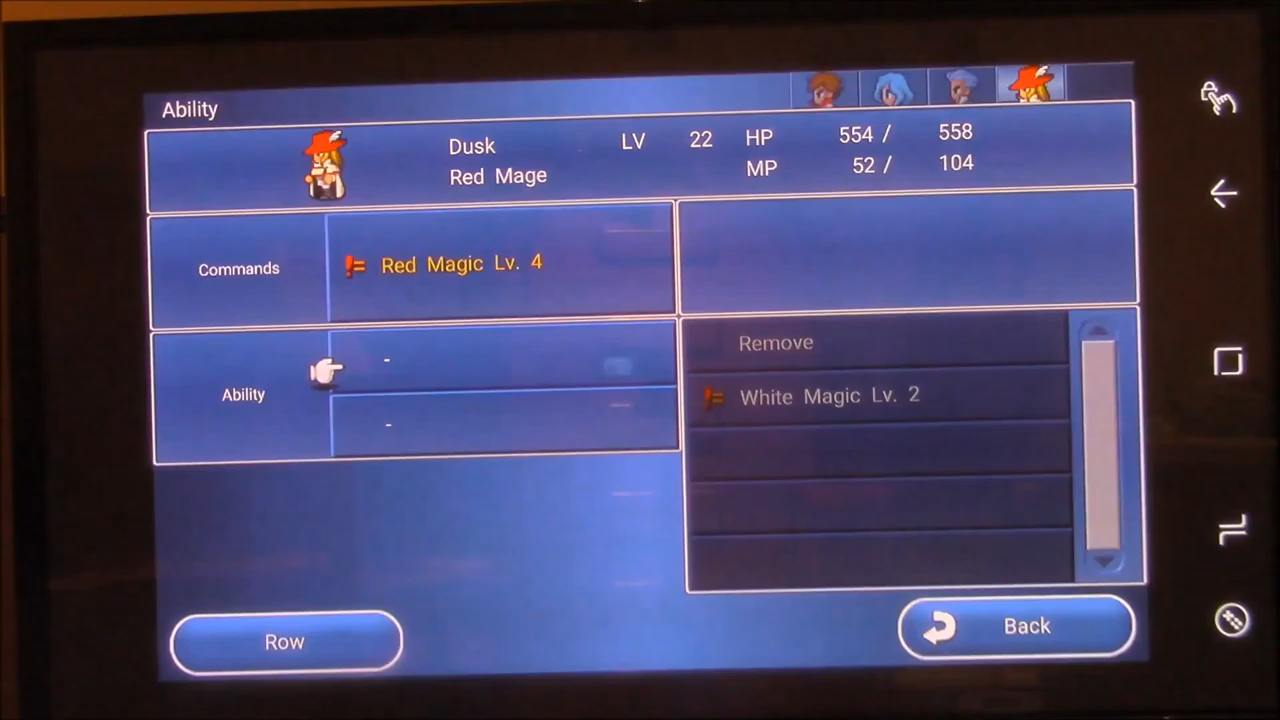 Ability
Dusk LV 22 HP 554 / 558
Red Mage MP 52 / 104
Commands
Red Magic Lv. 4
Ability
-
-
Remove
White Magic Lv. 2
Row
Back